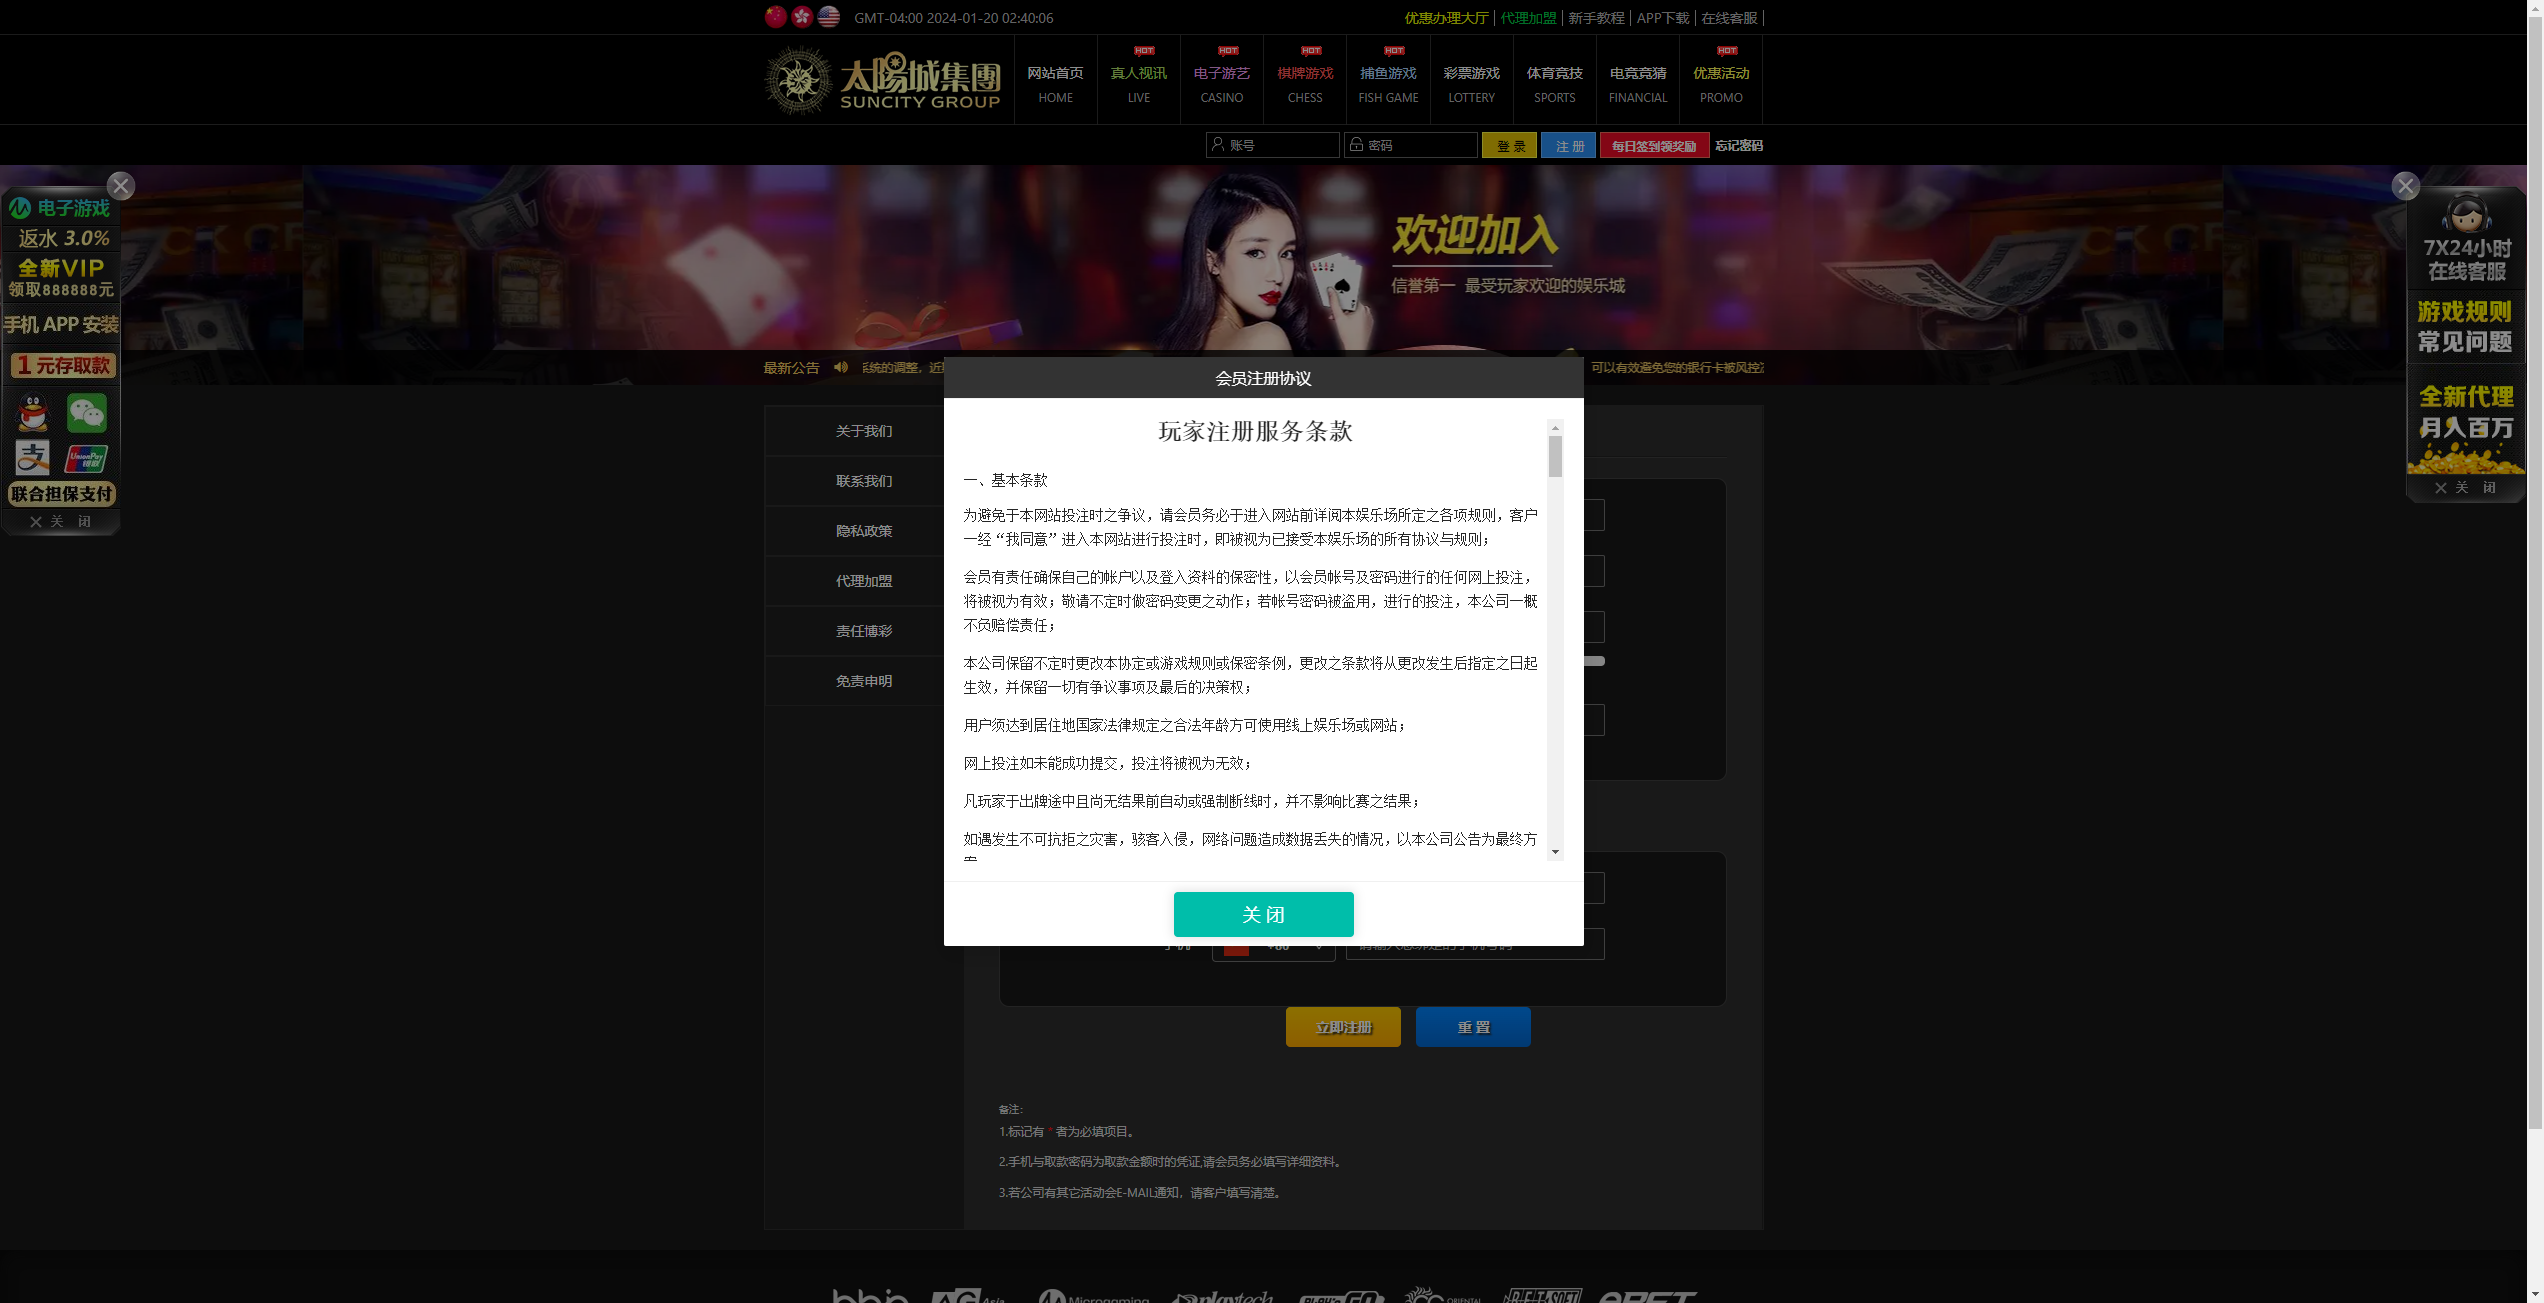 GMT-04:00 2024-01-20 02:40:06
优惠办理大厅 | 代理加盟 | 新手教程 | APP下载 | 在线客服 |
太陽城集團
SUNCITY GROUP
网站首页
HOME
HOT
真人视讯
LIVE
HOT
电子游艺
CASINO
HOT
棋牌游戏
CHESS
HOT
捕鱼游戏
FISH GAME
彩票游戏
LOTTERY
体育竞技
SPORTS
电竞竞猜
FINANCIAL
HOT
优惠活动
PROMO
账号
密码
登 录
注 册
每日签到领奖励
忘记密码
电子游戏
返水 3.0%
全新VIP
领取888888元
手机 APP 安装
1 元存取款
UnionPay
银联
联合担保支付
关 闭
欢迎加入
信誉第一 最受玩家欢迎的娱乐城
7X24小时
在线客服
游戏规则
常见问题
全新代理
月入百万
关 闭
最新公告
系统的调整，近
可以有效避免您的银行卡被风控
关于我们
联系我们
隐私政策
代理加盟
责任博彩
免责申明
会员注册协议
玩家注册服务条款
一、基本条款
为避免于本网站投注时之争议，请会员务必于进入网站前详阅本娱乐场所定之各项规则，客户
一经“我同意”进入本网站进行投注时，即被视为已接受本娱乐场的所有协议与规则；
会员有责任确保自己的帐户以及登入资料的保密性，以会员帐号及密码进行的任何网上投注，
将被视为有效；敬请不定时做密码变更之动作；若帐号密码被盗用，进行的投注，本公司一概
不负赔偿责任；
本公司保留不定时更改本协定或游戏规则或保密条例，更改之条款将从更改发生后指定之日起
生效，并保留一切有争议事项及最后的决策权；
用户须达到居住地国家法律规定之合法年龄方可使用线上娱乐场或网站；
网上投注如未能成功提交，投注将被视为无效；
凡玩家于出牌途中且尚无结果前自动或强制断线时，并不影响比赛之结果；
如遇发生不可抗拒之灾害，骇客入侵，网络问题造成数据丢失的情况，以本公司公告为最终方
关 闭
立即注册
重 置
备注:
1.标记有 * 者为必填项目。
2.手机与取款密码为取款金额时的凭证,请会员务必填写详细资料。
3.若公司有其它活动会E-MAIL通知，请客户填写清楚。
bbin
AG Asia
Microgaming
playtech
PLAY'n GO
ORIENTAL
BETSOFT